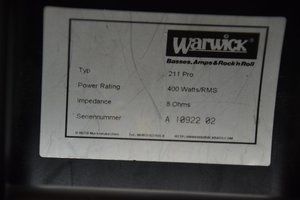 Warwick
Basses, Amps & Rock'n Roll
Typ 211 Pro
Power Rating 400 Watts/RMS
Impedance 8 Ohms
Seriennummer A 10922 02